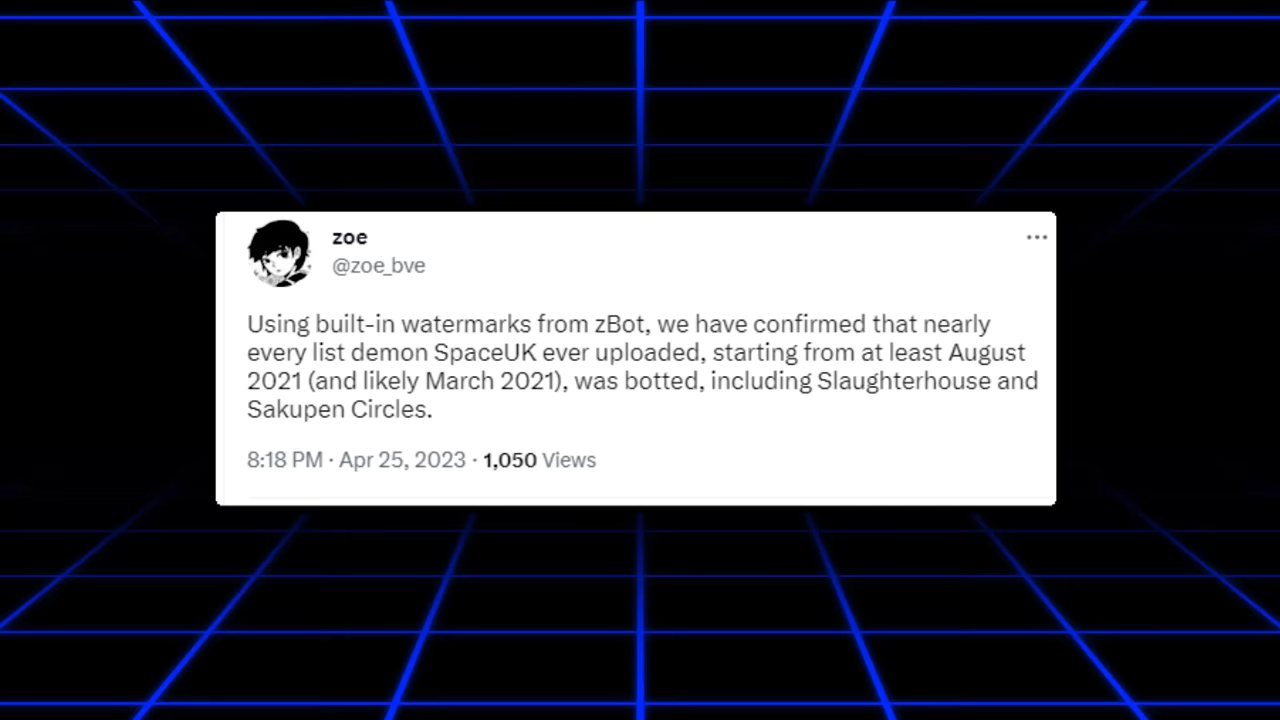 zoe
@zoe_bve
Using built-in watermarks from zBot, we have confirmed that nearly
every list demon SpaceUK ever uploaded, starting from at least August
2021 (and likely March 2021), was botted, including Slaughterhouse and
Sakupen Circles.
8:18 PM · Apr 25, 2023 · 1,050 Views